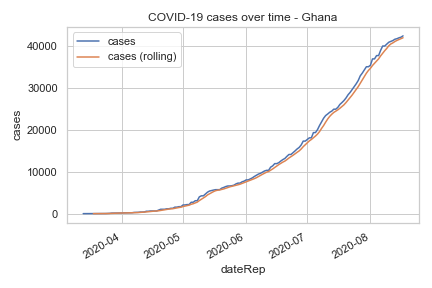 COVID-19 cases over time - Ghana
cases
cases (rolling)
40000
30000
20000
10000
0
cases
2020-04
2020-05
2020-06
2020-07
2020-08
dateRep